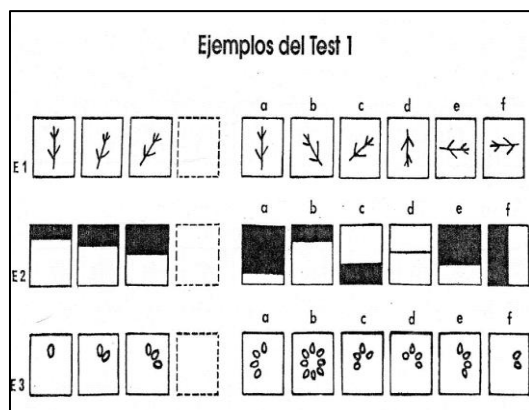 Ejemplos del Test 1
a b c d e f
E1
a b c d e f
E2
a b c d e f
E3